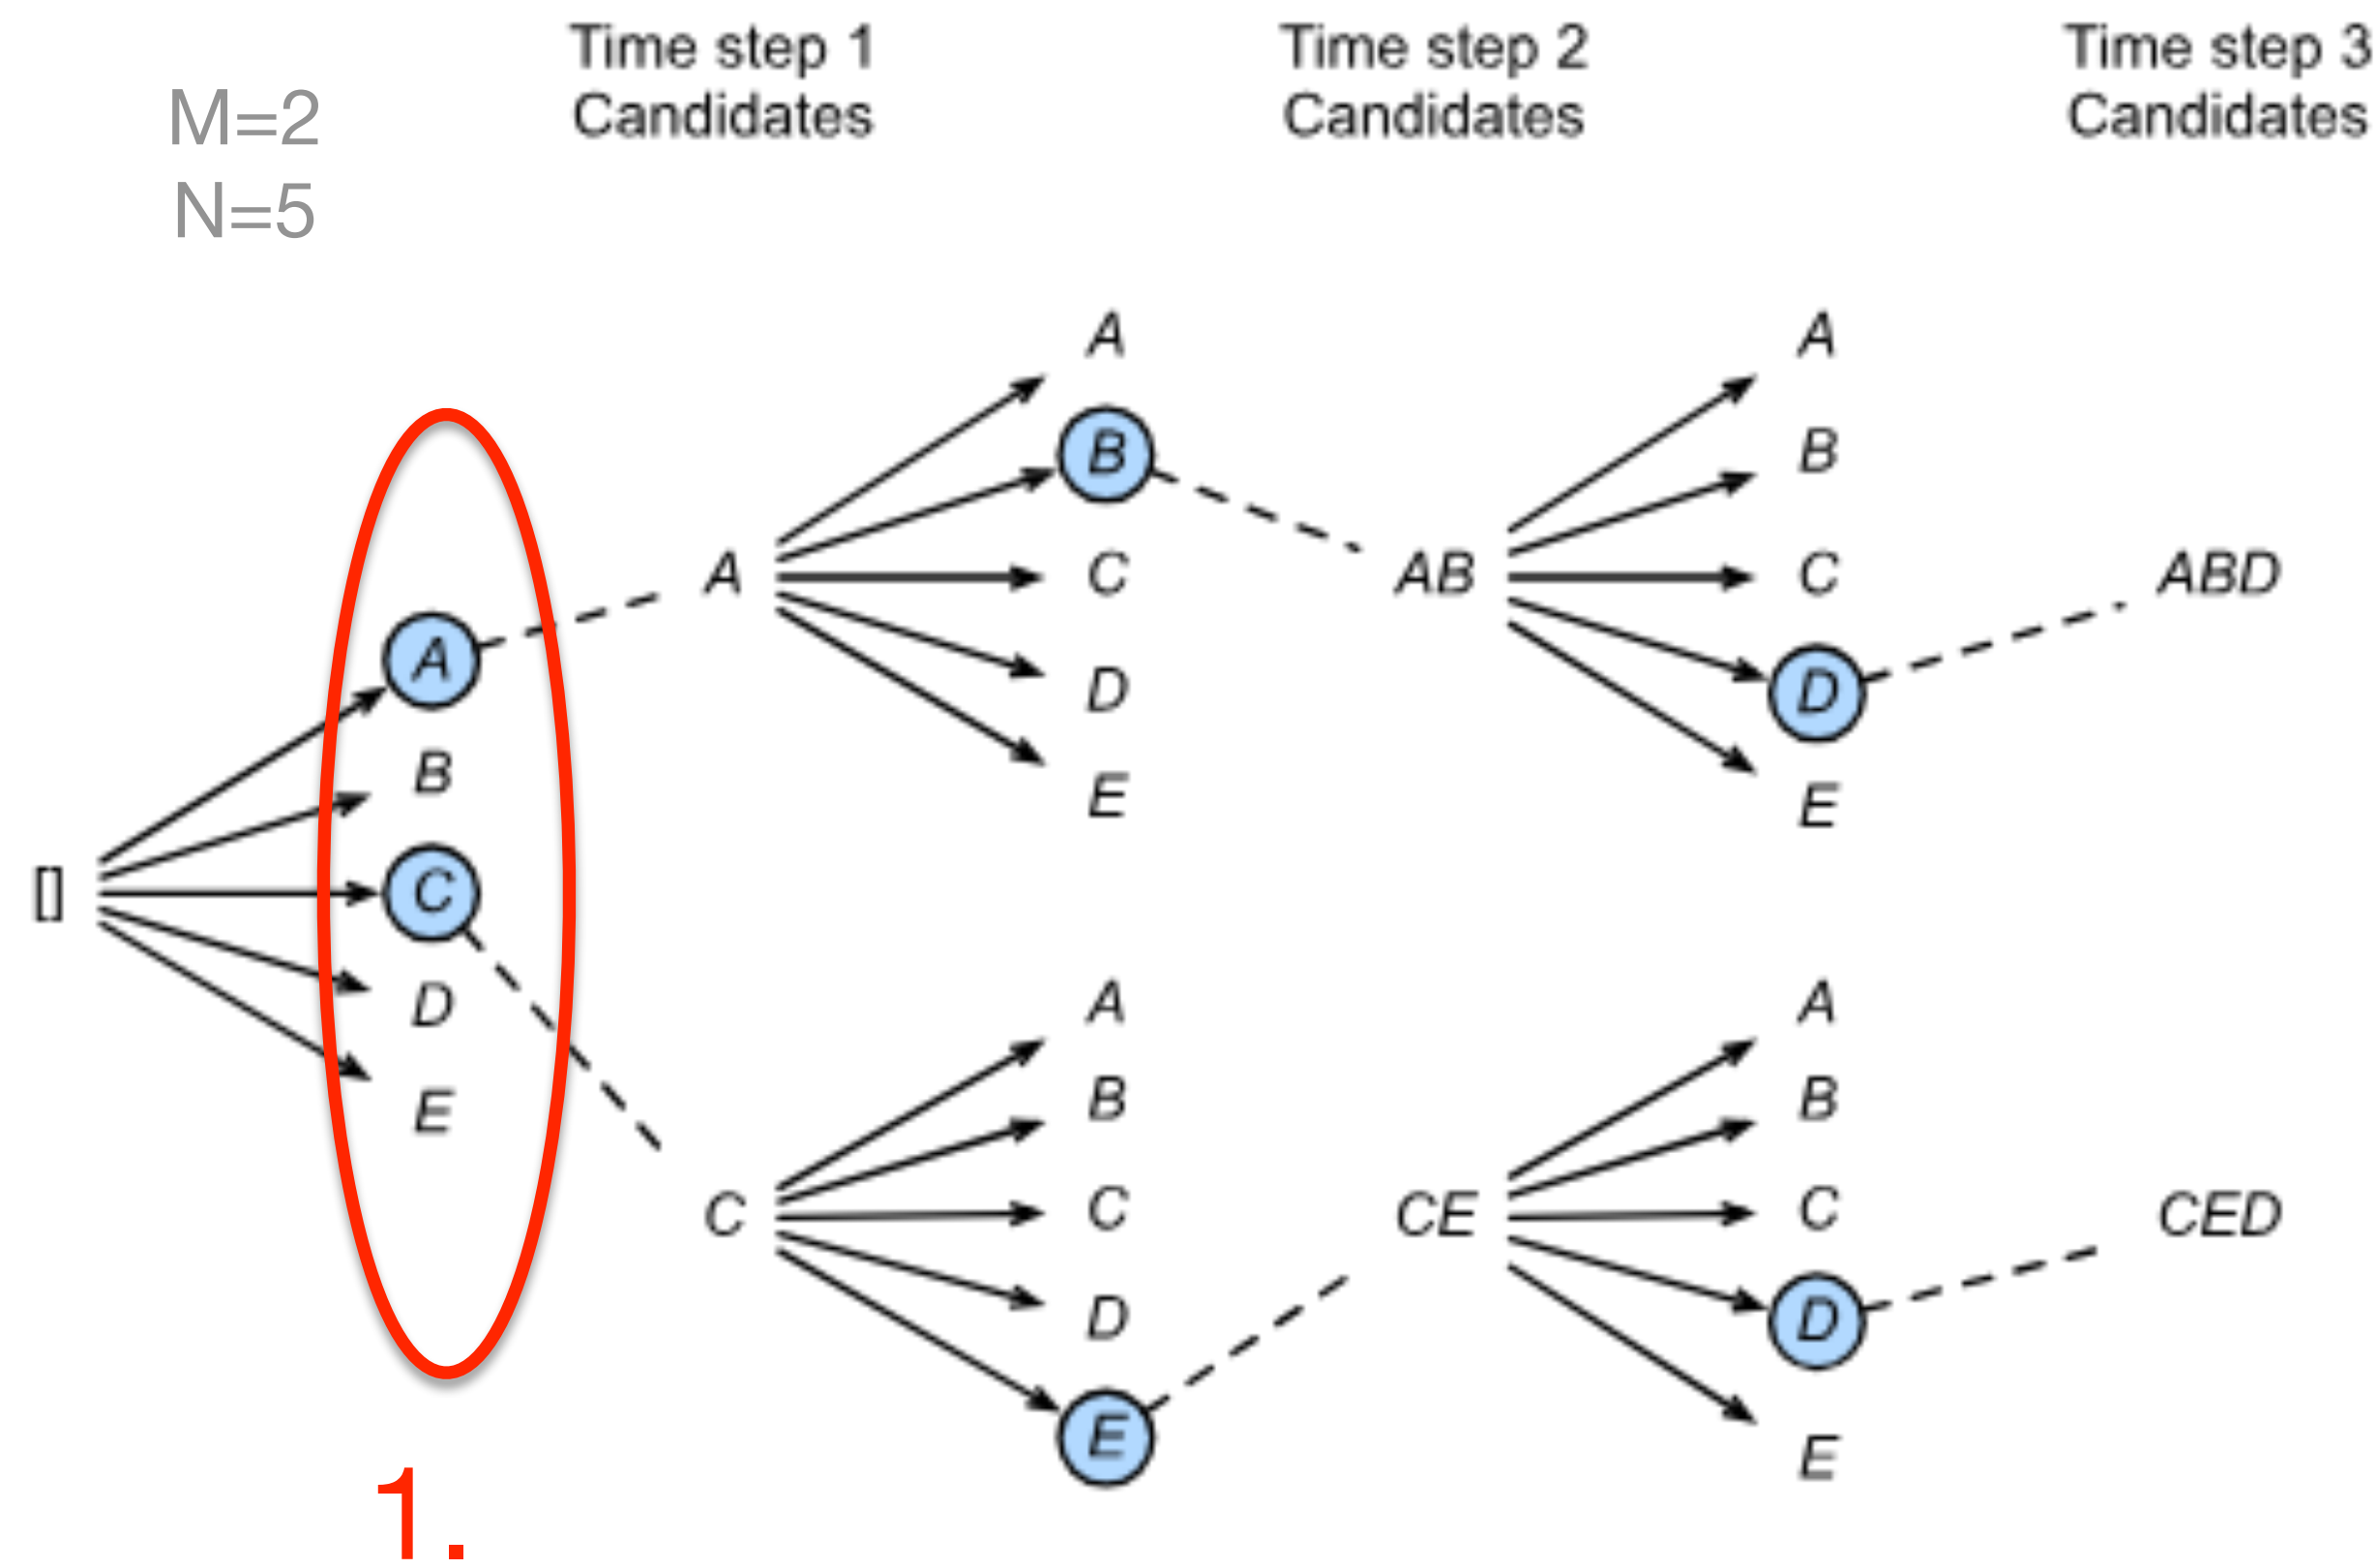 Time step 1
Candidates
Time step 2
Candidates
Time step 3
Candidates
M=2
N=5
[]
A
B
C
D
E
A
A
B
C
D
E
AB
A
B
C
D
E
ABD
C
A
B
C
D
E
CE
A
B
C
D
E
CED
1.